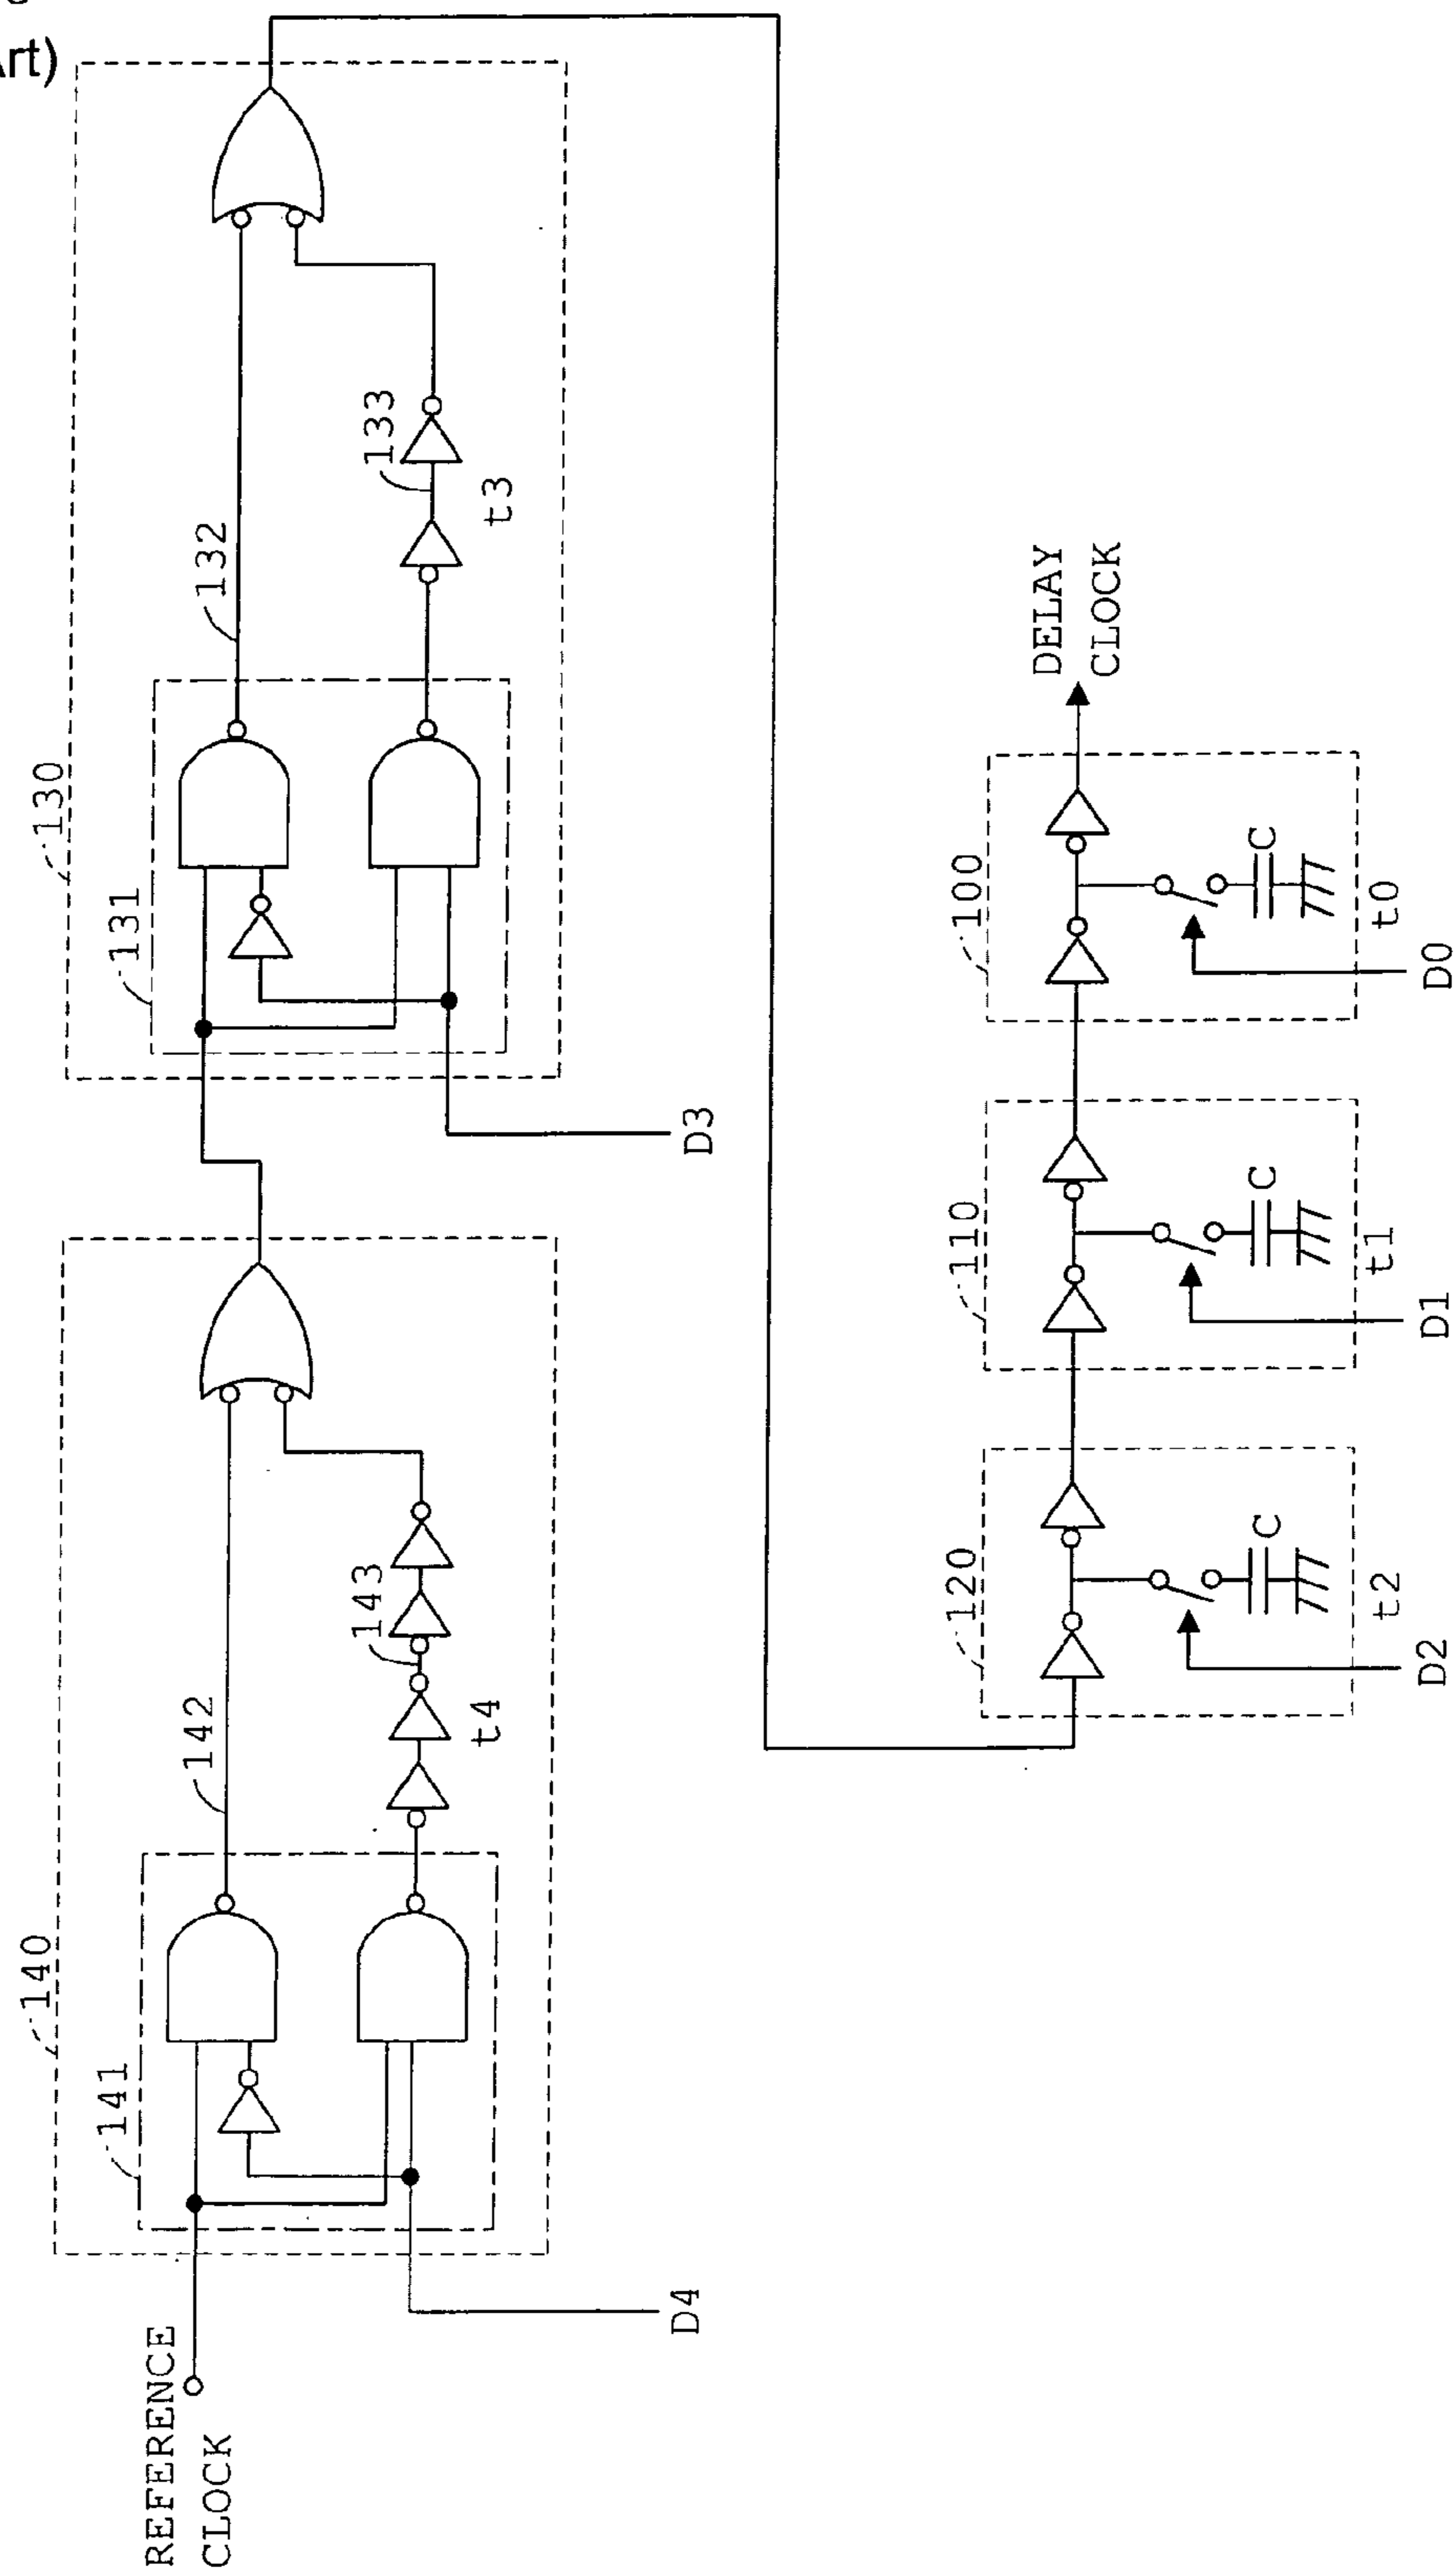 Art)
REFERENCE
CLOCK
140
141
142
143
t4
D4
130
131
132
133
t3
D3
120
C
t2
D2
110
C
t1
D1
100
C
t0
D0
DELAY
CLOCK